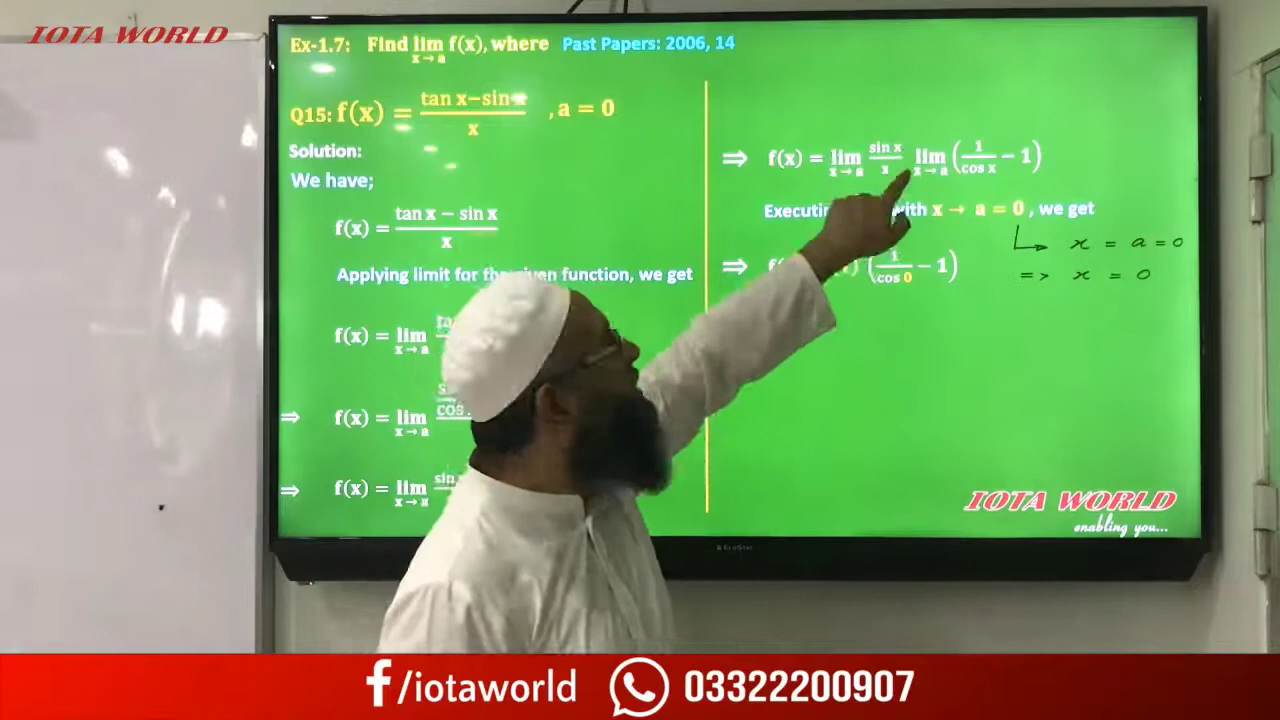 IOTA WORLD
Ex-1.7: Find lim x→a f(x), where Past Papers: 2006, 14
Q15: f(x) = tan x−sin x / x , a = 0
Solution:
We have;
f(x) = tan x − sin x / x
Applying limit for the given function, we get
f(x) = lim x→a
⇒ f(x) = lim x→a
⇒ f(x) = lim x→a sin
⇒ f(x) = lim x→a sin x / x lim x→a (1 / cos x − 1)
with x → a = 0 , we get
x = a = 0
⇒ (1 / cos 0 − 1)
=> x = 0
IOTA WORLD
enabling you...
EcoStar
f/iotaworld 03322200907